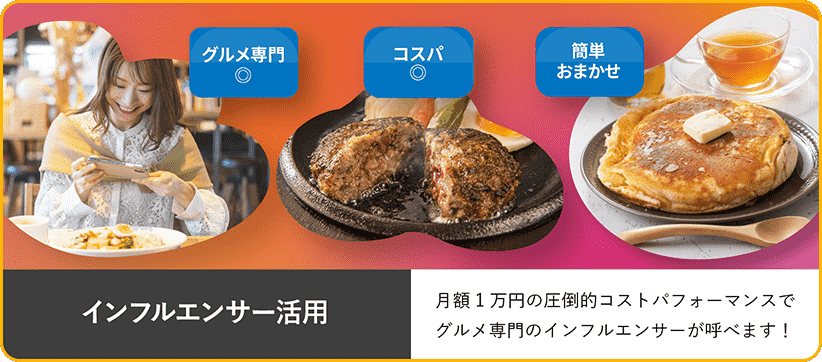 グルメ専門
◎
コスパ
◎
簡単
おまかせ
インフルエンサー活用
月額１万円の圧倒的コストパフォーマンスで
グルメ専門のインフルエンサーが呼べます！